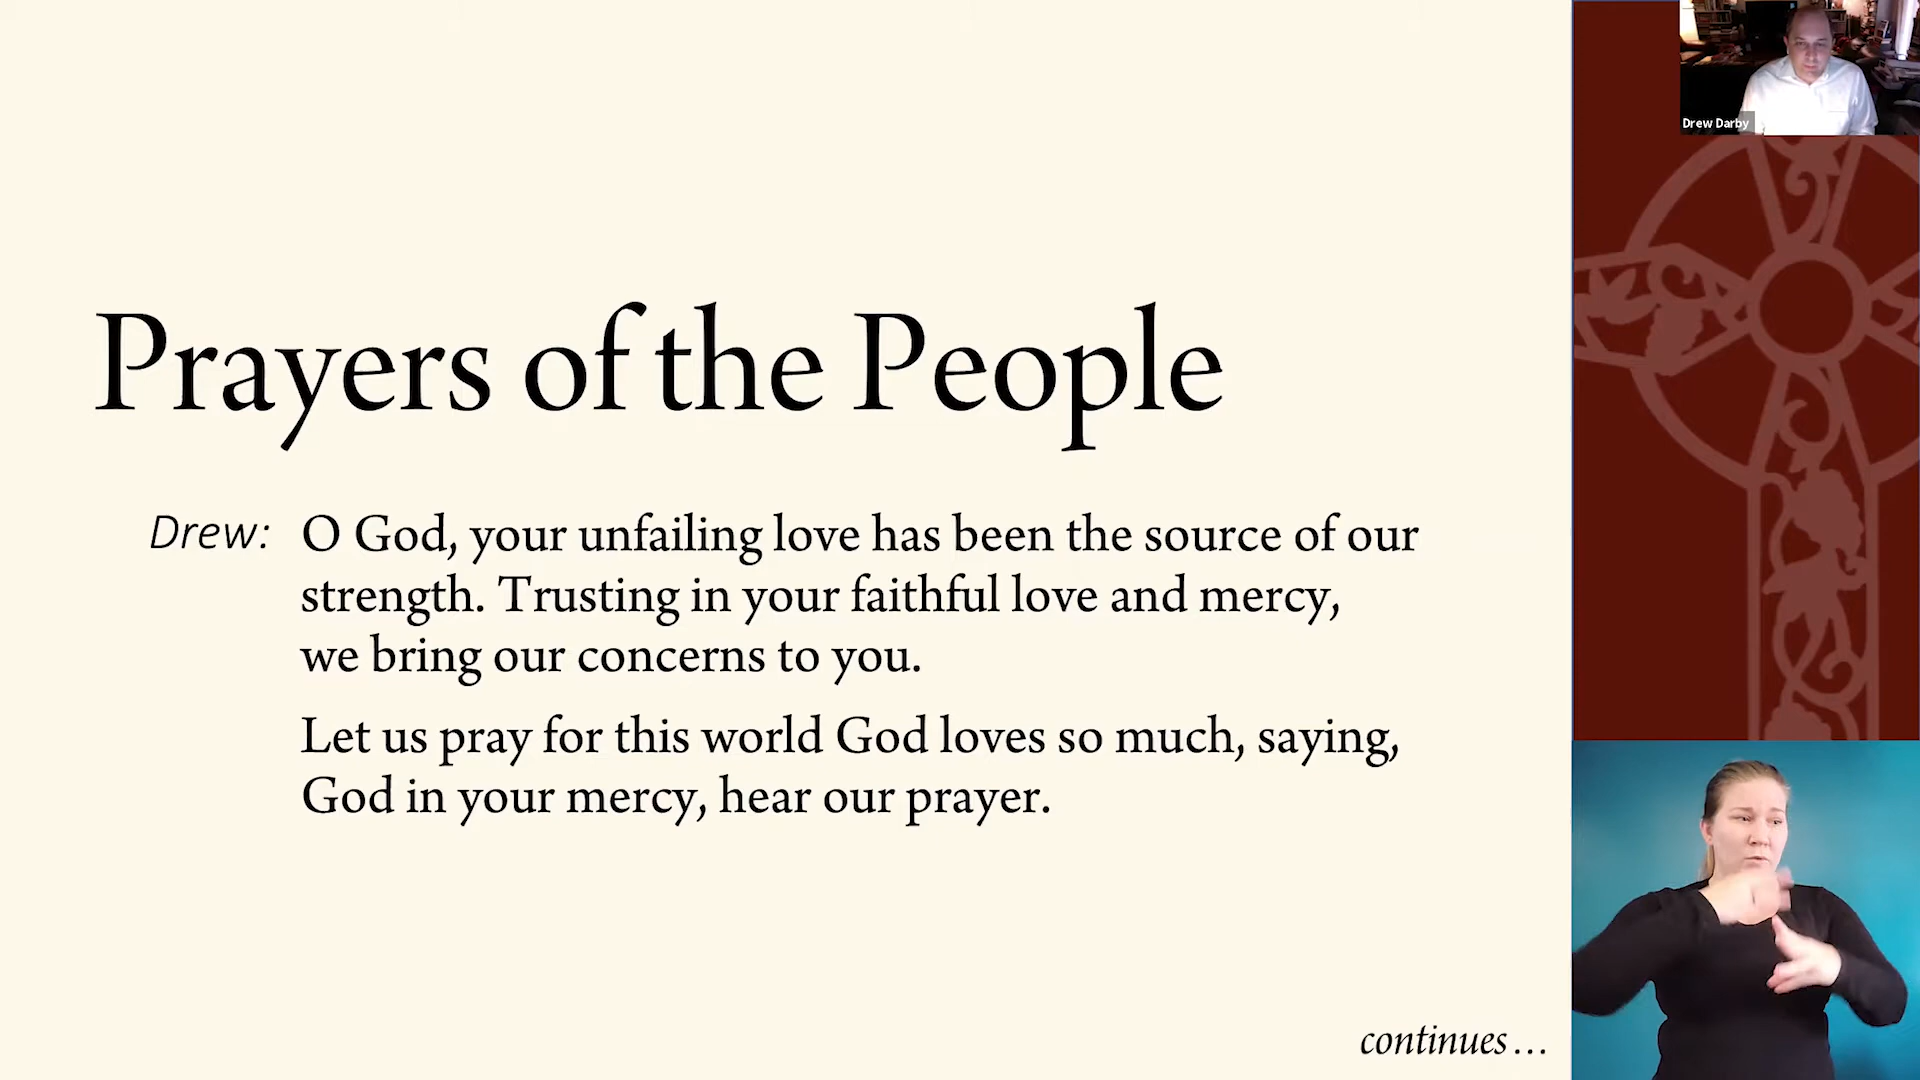 Drew Darby
Prayers of the People
Drew: O God, your unfailing love has been the source of our
strength. Trusting in your faithful love and mercy,
we bring our concerns to you.
Let us pray for this world God loves so much, saying,
God in your mercy, hear our prayer.
continues…